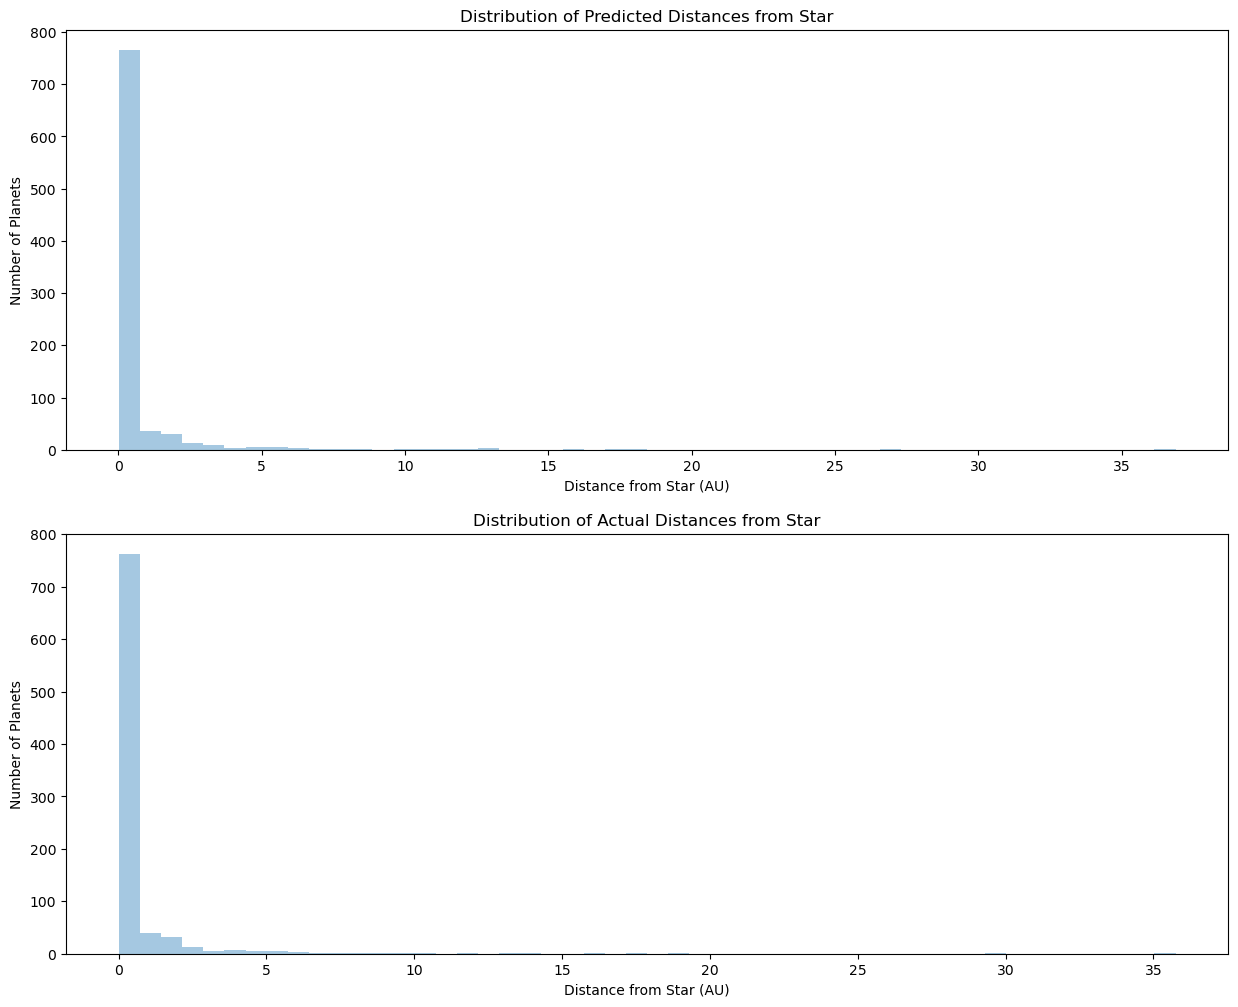 Distribution of Predicted Distances from Star
800
700
600
500
400
300
200
100
0
Number of Planets
0 5 10 15 20 25 30 35
Distance from Star (AU)
Distribution of Actual Distances from Star
800
700
600
500
400
300
200
100
0
Number of Planets
0 5 10 15 20 25 30 35
Distance from Star (AU)